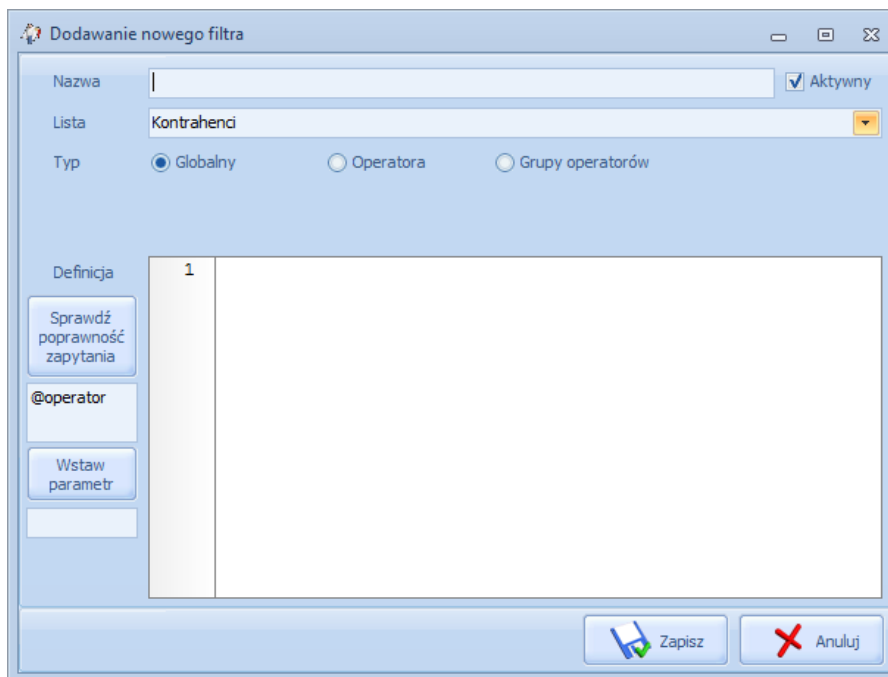 Dodawanie nowego filtra
Nazwa
Aktywny
Lista Kontrahenci
Typ Globalny Operatora Grupy operatorów
Definicja 1
Sprawdź
poprawność
zapytania
@operator
Wstaw
parametr
Zapisz Anuluj